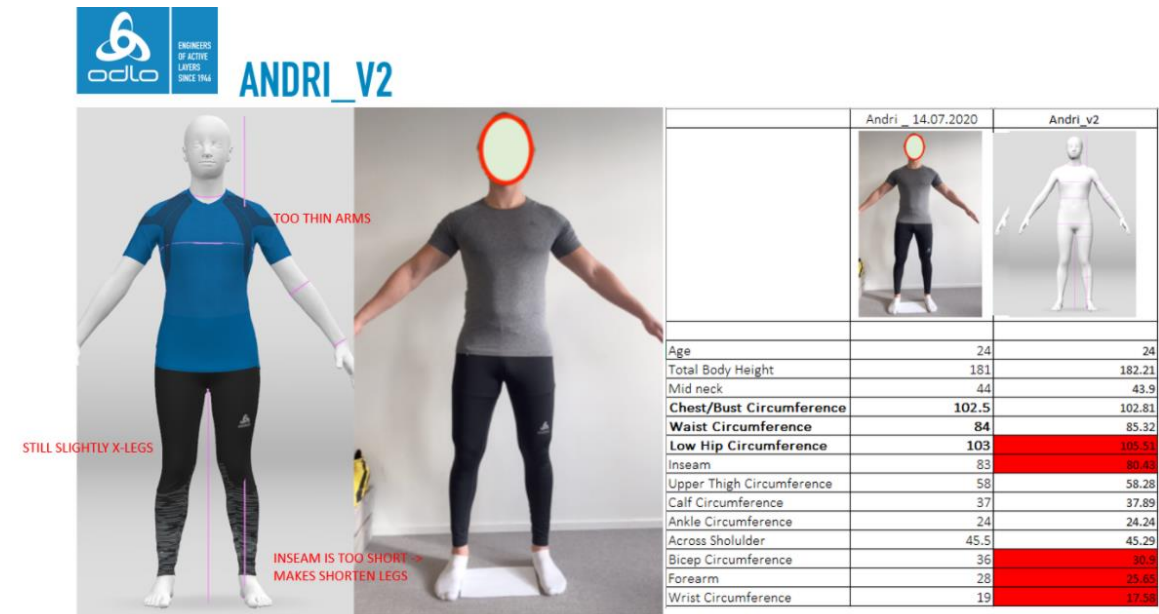 odlo
ENGINEERS
OF ACTIVE
LAYERS
SINCE 1946
ANDRI_V2
TOO THIN ARMS
STILL SLIGHTLY X-LEGS
INSEAM IS TOO SHORT ->
MAKES SHORTEN LEGS
Andri _ 14.07.2020 Andri_v2
Age 24 24
Total Body Height 181 182.21
Mid neck 44 43.9
Chest/Bust Circumference 102.5 102.81
Waist Circumference 84 85.32
Low Hip Circumference 103 105.51
Inseam 83 80.43
Upper Thigh Circumference 58 58.28
Calf Circumference 37 37.89
Ankle Circumference 24 24.24
Across Sholulder 45.5 45.29
Bicep Circumference 36 30.9
Forearm 28 25.65
Wrist Circumference 19 17.58